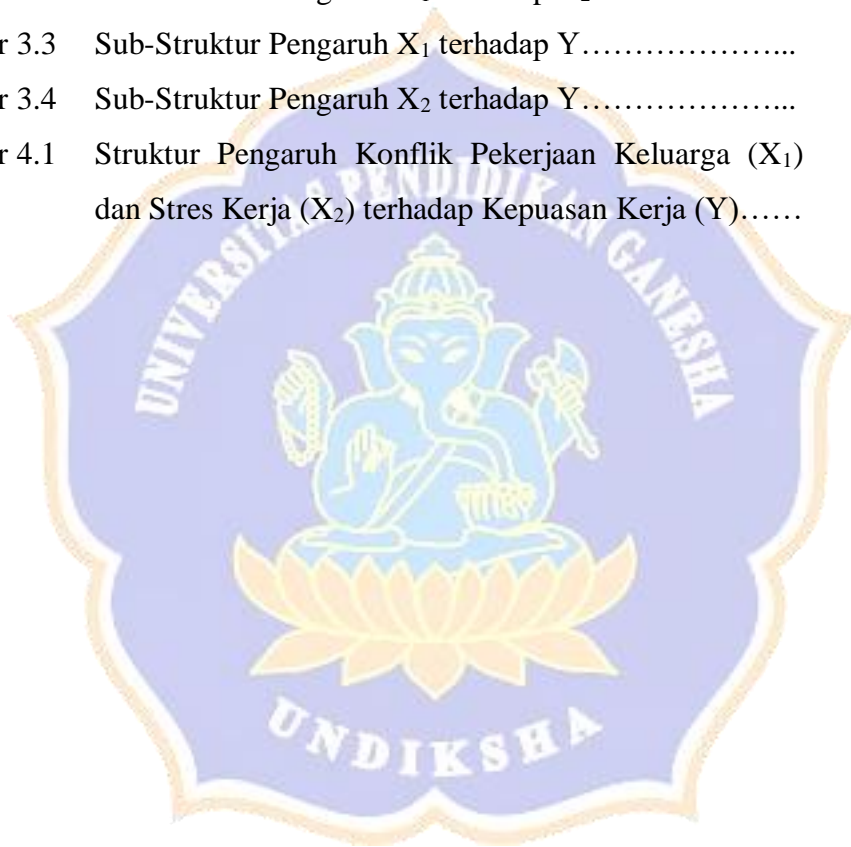 r 3.3 Sub-Struktur Pengaruh X₁ terhadap Y…………………...
r 3.4 Sub-Struktur Pengaruh X₂ terhadap Y…………………...
r 4.1 Struktur Pengaruh Konflik Pekerjaan Keluarga (X₁)
dan Stres Kerja (X₂) terhadap Kepuasan Kerja (Y)……
UNIVERSITAS PENDIDIKAN GANESHA
UNDIKSHA